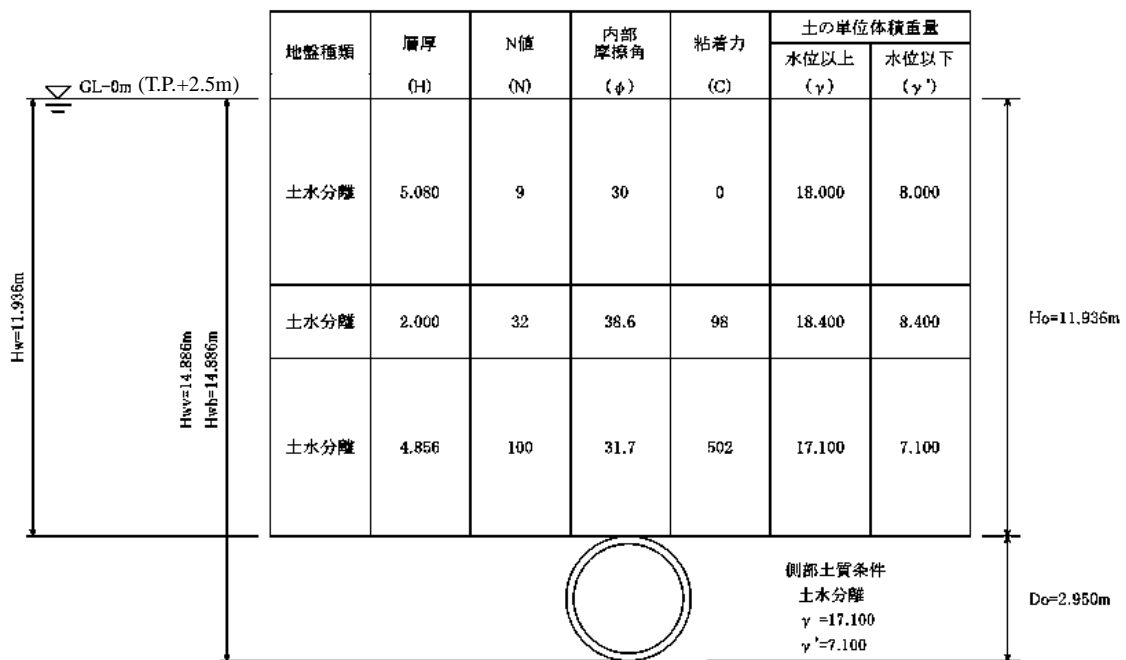 地盤種類 層厚 N値 内部 粘着力 土の単位体積重量
摩擦角 水位以上 水位以下
(H) (N) (φ) (C) (γ) (γ')
GL-0m (T.P.+2.5m)
土水分離 5.080 9 30 0 18.000 8.000
土水分離 2.000 32 38.6 98 18.400 8.400
土水分離 4.856 100 31.7 502 17.100 7.100
Hw=11.936m
Hwv=14.886m
Hwh=14.886m
Ho=11.936m
側部土質条件
土水分離
γ =17.100
γ'=7.100
Do=2.950m